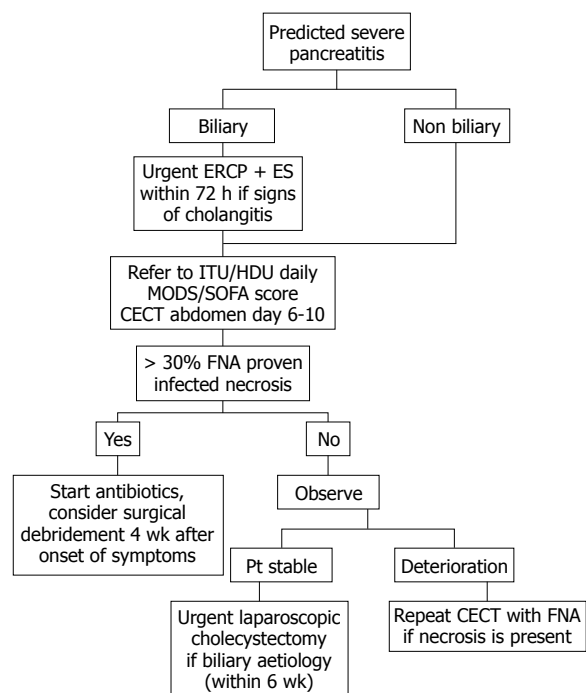 Predicted severe
pancreatitis
Biliary
Non biliary
Urgent ERCP + ES
within 72 h if signs
of cholangitis
Refer to ITU/HDU daily
MODS/SOFA score
CECT abdomen day 6-10
> 30% FNA proven
infected necrosis
Yes
No
Start antibiotics,
consider surgical
debridement 4 wk after
onset of symptoms
Observe
Pt stable
Deterioration
Urgent laparoscopic
cholecystectomy
if biliary aetiology
(within 6 wk)
Repeat CECT with FNA
if necrosis is present